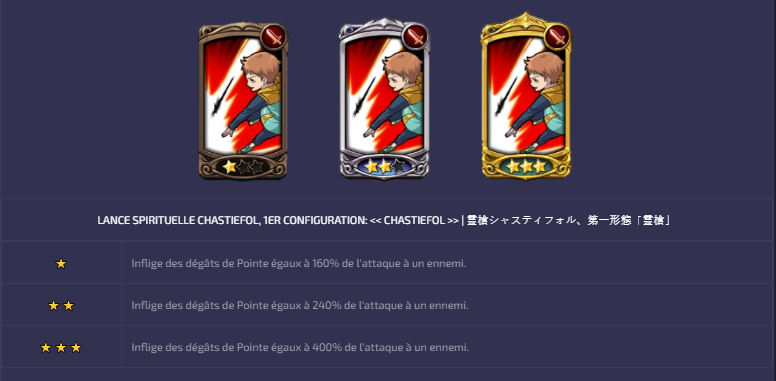 LANCE SPIRITUELLE CHASTIEFOL, 1ER CONFIGURATION: << CHASTIEFOL >> | 霊槍シャスティフォル、第一形態「霊槍」
Inflige des dégâts de Pointe égaux à 160% de l'attaque à un ennemi.
Inflige des dégâts de Pointe égaux à 240% de l'attaque à un ennemi.
Inflige des dégâts de Pointe égaux à 400% de l'attaque à un ennemi.